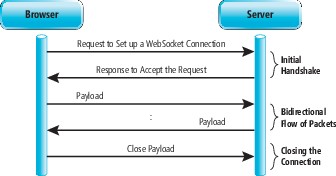 Browser
Server
Request to Set up a WebSocket Connection
Response to Accept the Request
Initial
Handshake
Payload
:
Payload
Bidirectional
Flow of Packets
Close Payload
Closing the
Connection